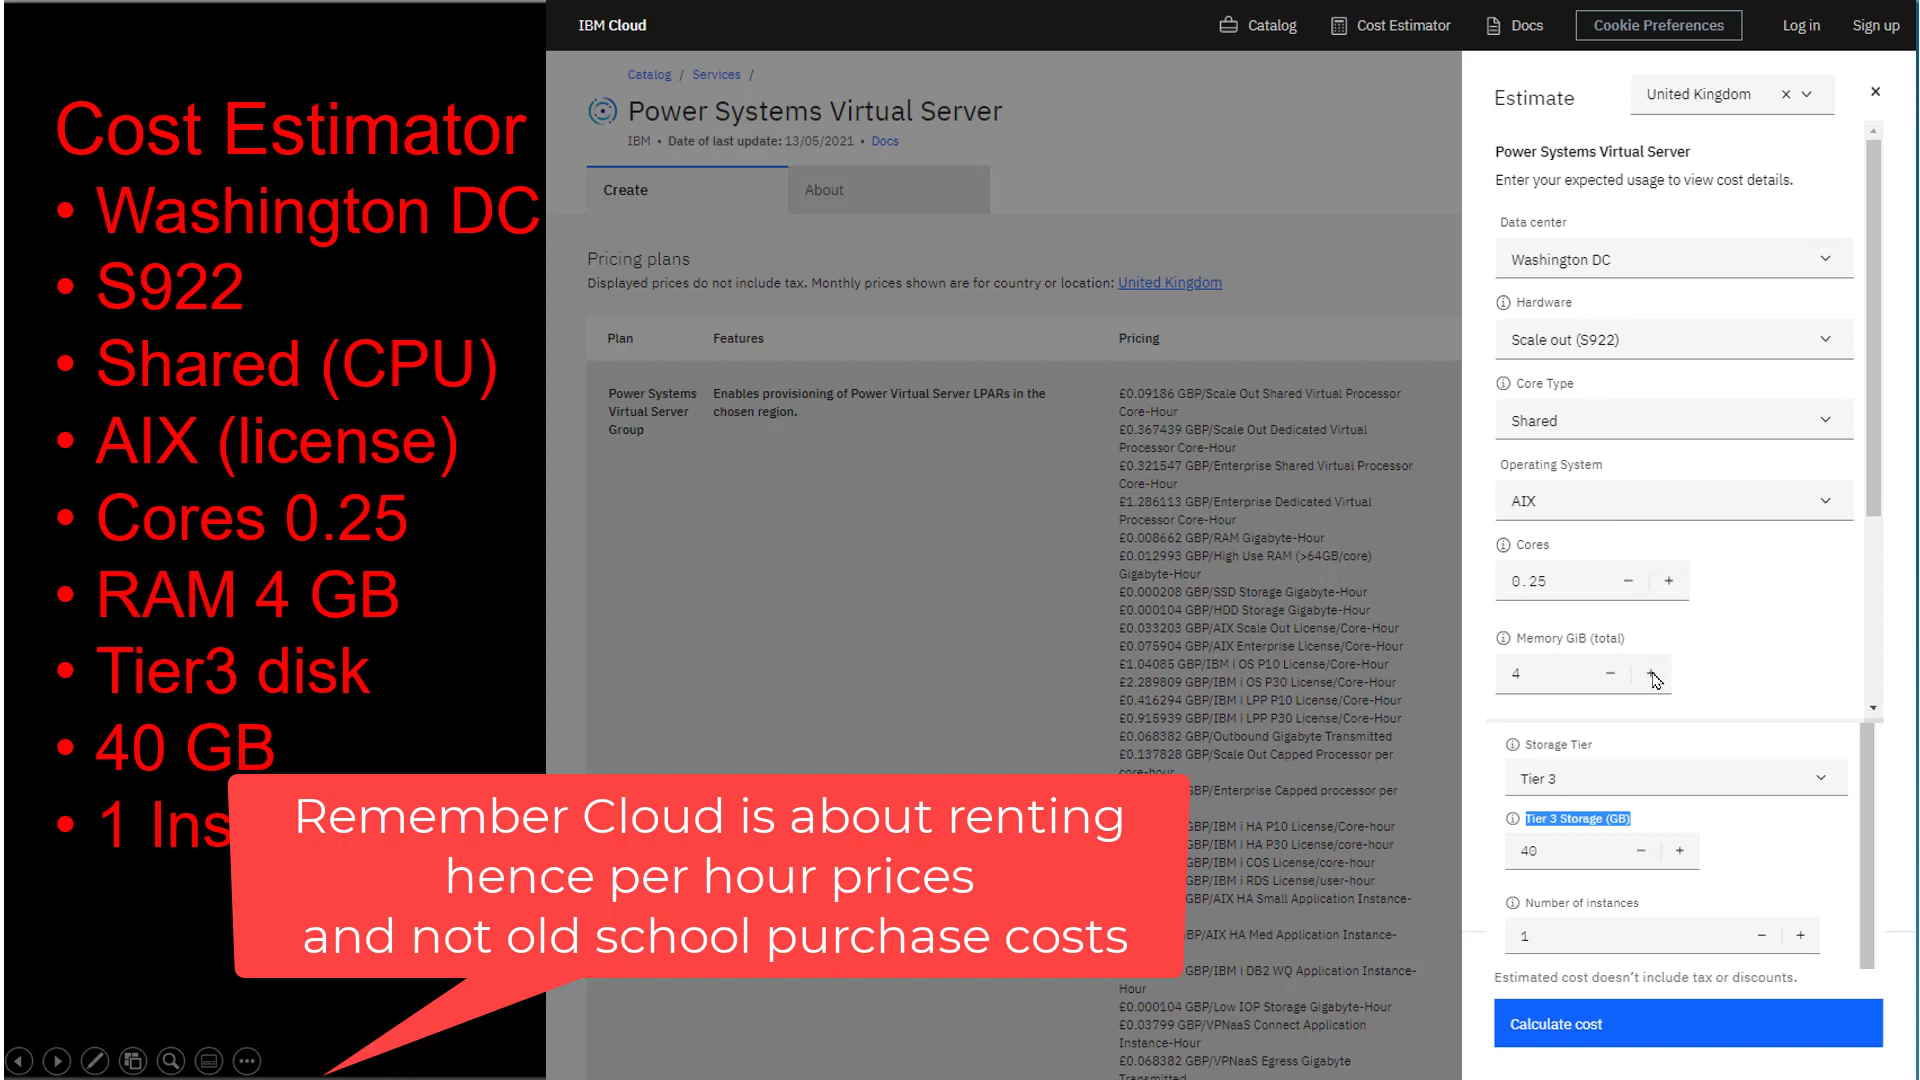 Cost Estimator
• Washington DC
• S922
• Shared (CPU)
• AIX (license)
• Cores 0.25
• RAM 4 GB
• Tier3 disk
• 40 GB
• 1 Ins
Remember Cloud is about renting
hence per hour prices
and not old school purchase costs
IBM Cloud
Catalog
Cost Estimator
Docs
Cookie Preferences
Log in
Sign up
Catalog / Services /
Power Systems Virtual Server
IBM • Date of last update: 13/05/2021 • Docs
Create
About
Pricing plans
Displayed prices do not include tax. Monthly prices shown are for country or location: United Kingdom
Plan
Features
Pricing
Power Systems
Virtual Server
Group
Enables provisioning of Power Virtual Server LPARs in the
chosen region.
£0.09186 GBP/Scale Out Shared Virtual Processor
Core-Hour
£0.367439 GBP/Scale Out Dedicated Virtual
Processor Core-Hour
£0.321547 GBP/Enterprise Shared Virtual Processor
Core-Hour
£1.286113 GBP/Enterprise Dedicated Virtual
Processor Core-Hour
£0.008662 GBP/RAM Gigabyte-Hour
£0.012993 GBP/High Use RAM (>64GB/core)
Gigabyte-Hour
£0.000208 GBP/SSD Storage Gigabyte-Hour
£0.000104 GBP/HDD Storage Gigabyte-Hour
£0.033203 GBP/AIX Scale Out License/Core-Hour
£0.075904 GBP/AIX Enterprise License/Core-Hour
£1.04085 GBP/IBM i OS P10 License/Core-Hour
£2.289809 GBP/IBM i OS P30 License/Core-Hour
£0.416294 GBP/IBM i LPP P10 License/Core-Hour
£0.915939 GBP/IBM i LPP P30 License/Core-Hour
£0.068382 GBP/Outbound Gigabyte Transmitted
£0.137828 GBP/Scale Out Capped Processor per
core-hour
GBP/Enterprise Capped processor per
GBP/IBM i HA P10 License/Core-hour
GBP/IBM i HA P30 License/Core-hour
GBP/IBM i COS License/core-hour
GBP/IBM i RDS License/user-hour
GBP/AIX HA Small Application Instance-
GBP/AIX HA Med Application Instance-
GBP/IBM i DB2 WQ Application Instance-
Hour
£0.000104 GBP/Low IOP Storage Gigabyte-Hour
£0.03799 GBP/VPNaaS Connect Application
Instance-Hour
£0.068382 GBP/VPNaaS Egress Gigabyte
Transmitted
Estimate
United Kingdom
Power Systems Virtual Server
Enter your expected usage to view cost details.
Data center
Washington DC
Hardware
Scale out (S922)
Core Type
Shared
Operating System
AIX
Cores
0.25
Memory GiB (total)
4
Storage Tier
Tier 3
Tier 3 Storage (GB)
40
Number of instances
1
Estimated cost doesn't include tax or discounts.
Calculate cost